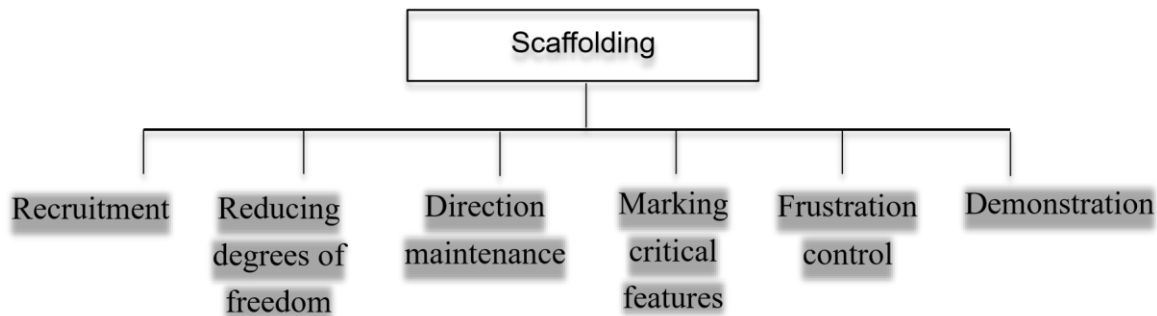 Scaffolding
Recruitment
Reducing
degrees of
freedom
Direction
maintenance
Marking
critical
features
Frustration
control
Demonstration